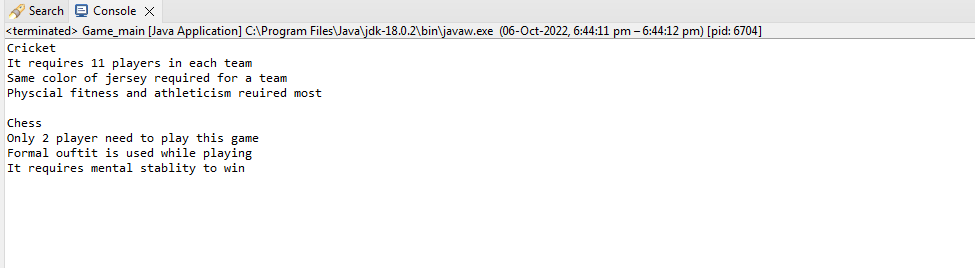 Search Console
<terminated> Game_main [Java Application] C:\Program Files\Java\jdk-18.0.2\bin\javaw.exe (06-Oct-2022, 6:44:11 pm – 6:44:12 pm) [pid: 6704]
Cricket
It requires 11 players in each team
Same color of jersey required for a team
Physcial fitness and athleticism reuired most
Chess
Only 2 player need to play this game
Formal ouftit is used while playing
It requires mental stablity to win